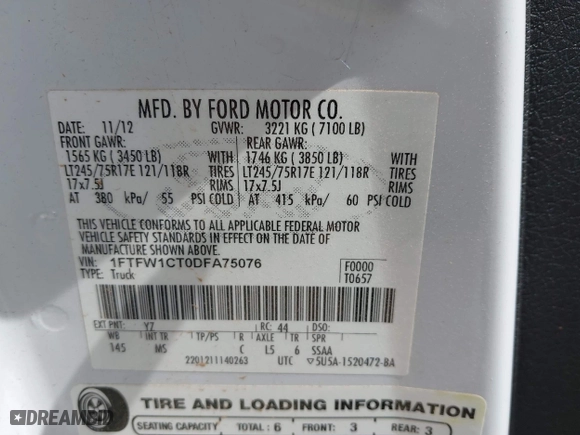 MFD. BY FORD MOTOR CO.
DATE: 11/12 GVWR: 3221 KG ( 7100 LB)
FRONT GAWR: REAR GAWR:
1565 KG ( 3450 LB) WITH 1746 KG ( 3850 LB) WITH
LT245/75R17E 121/118R TIRES LT245/75R17E 121/118R TIRES
17x7.5J RIMS 17x7.5J RIMS
AT 380 kPa/ 55 PSI COLD AT 415 kPa/ 60 PSI COLD
THIS VEHICLE CONFORMS TO ALL APPLICABLE FEDERAL MOTOR
VEHICLE SAFETY STANDARDS IN EFFECT ON THE DATE OF
MANUFACTURE SHOWN ABOVE.
VIN: 1FTFW1CT0DFA75076
TYPE: Truck
F0000
T0657
EXT PNT: YZ RC: 44 DSO:
WB INT TR TP/PS R AXLE TR SPR
145 MS C L5 6 SSAA
2201211140263 UTC ▽5U5A-1520472-BA
TIRE AND LOADING INFORMATION
SEATING CAPACITY TOTAL : 6 FRONT: 3 REAR: 3
DREAMBID